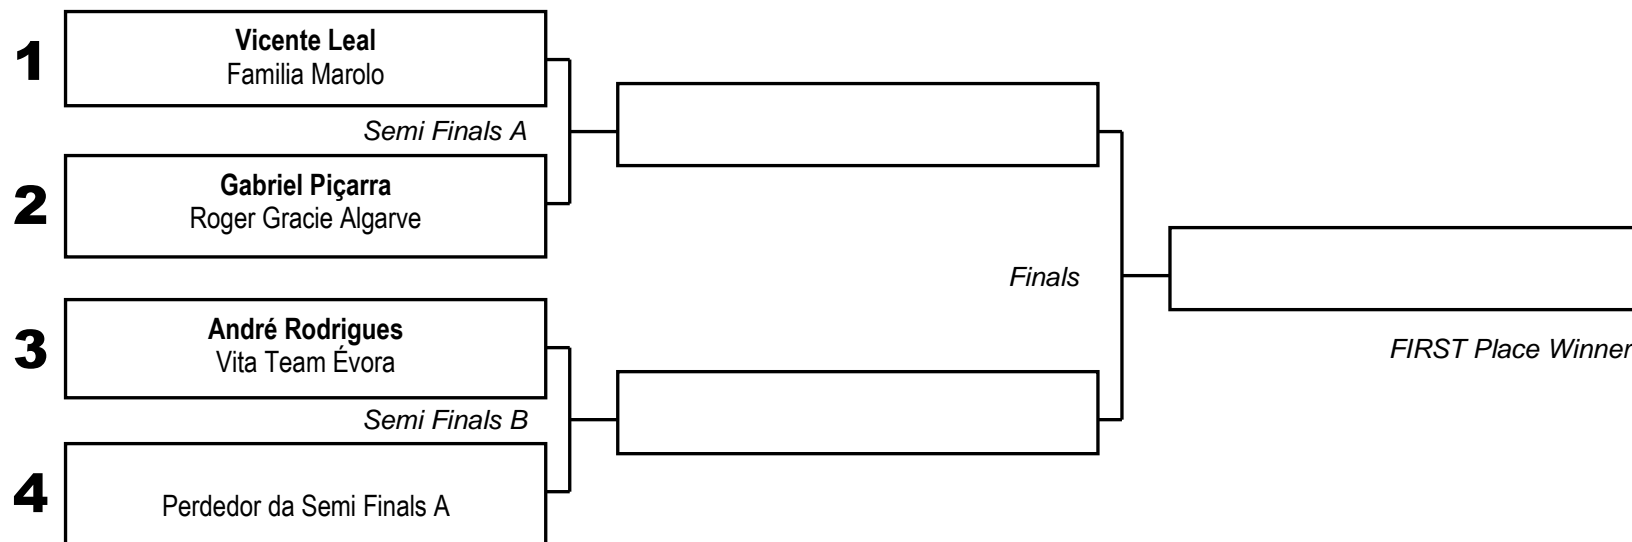 1
Vicente Leal
Familia Marolo
Semi Finals A
2
Gabriel Piçarra
Roger Gracie Algarve
Finals
3
André Rodrigues
Vita Team Évora
FIRST Place Winner
Semi Finals B
4
Perdedor da Semi Finals A